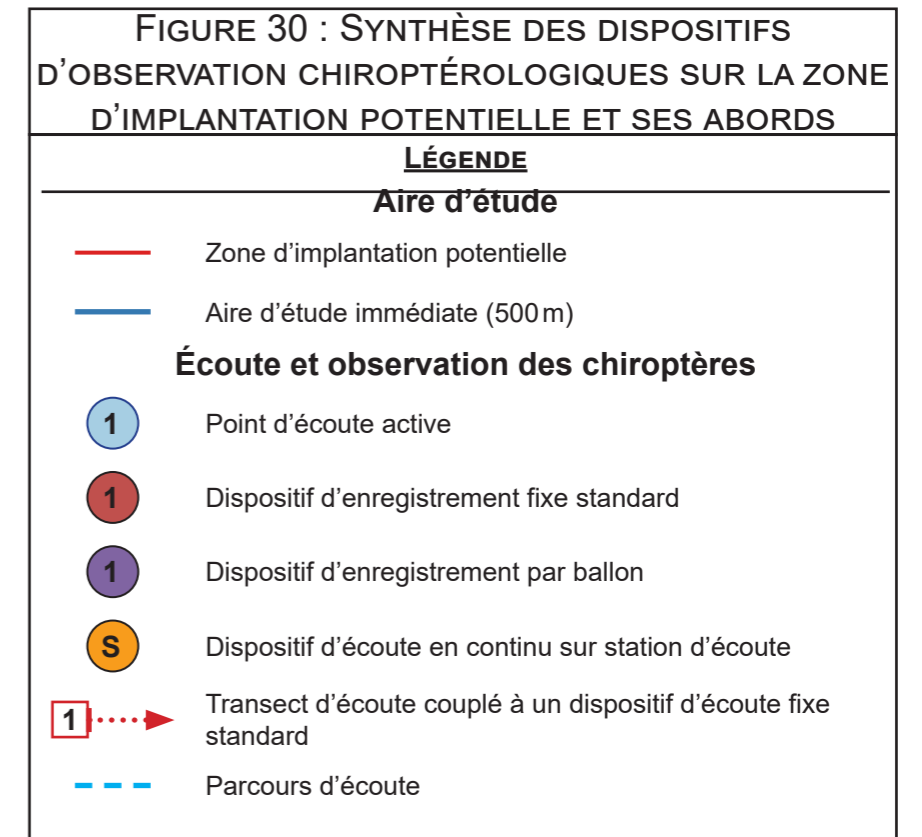 FIGURE 30 : SYNTHÈSE DES DISPOSITIFS
D'OBSERVATION CHIROPTÉROLOGIQUES SUR LA ZONE
D'IMPLANTATION POTENTIELLE ET SES ABORDS
LÉGENDE
Aire d'étude
Zone d'implantation potentielle
Aire d'étude immédiate (500 m)
Écoute et observation des chiroptères
1 Point d'écoute active
1 Dispositif d'enregistrement fixe standard
1 Dispositif d'enregistrement par ballon
S Dispositif d'écoute en continu sur station d'écoute
1 Transect d'écoute couplé à un dispositif d'écoute fixe
standard
Parcours d'écoute